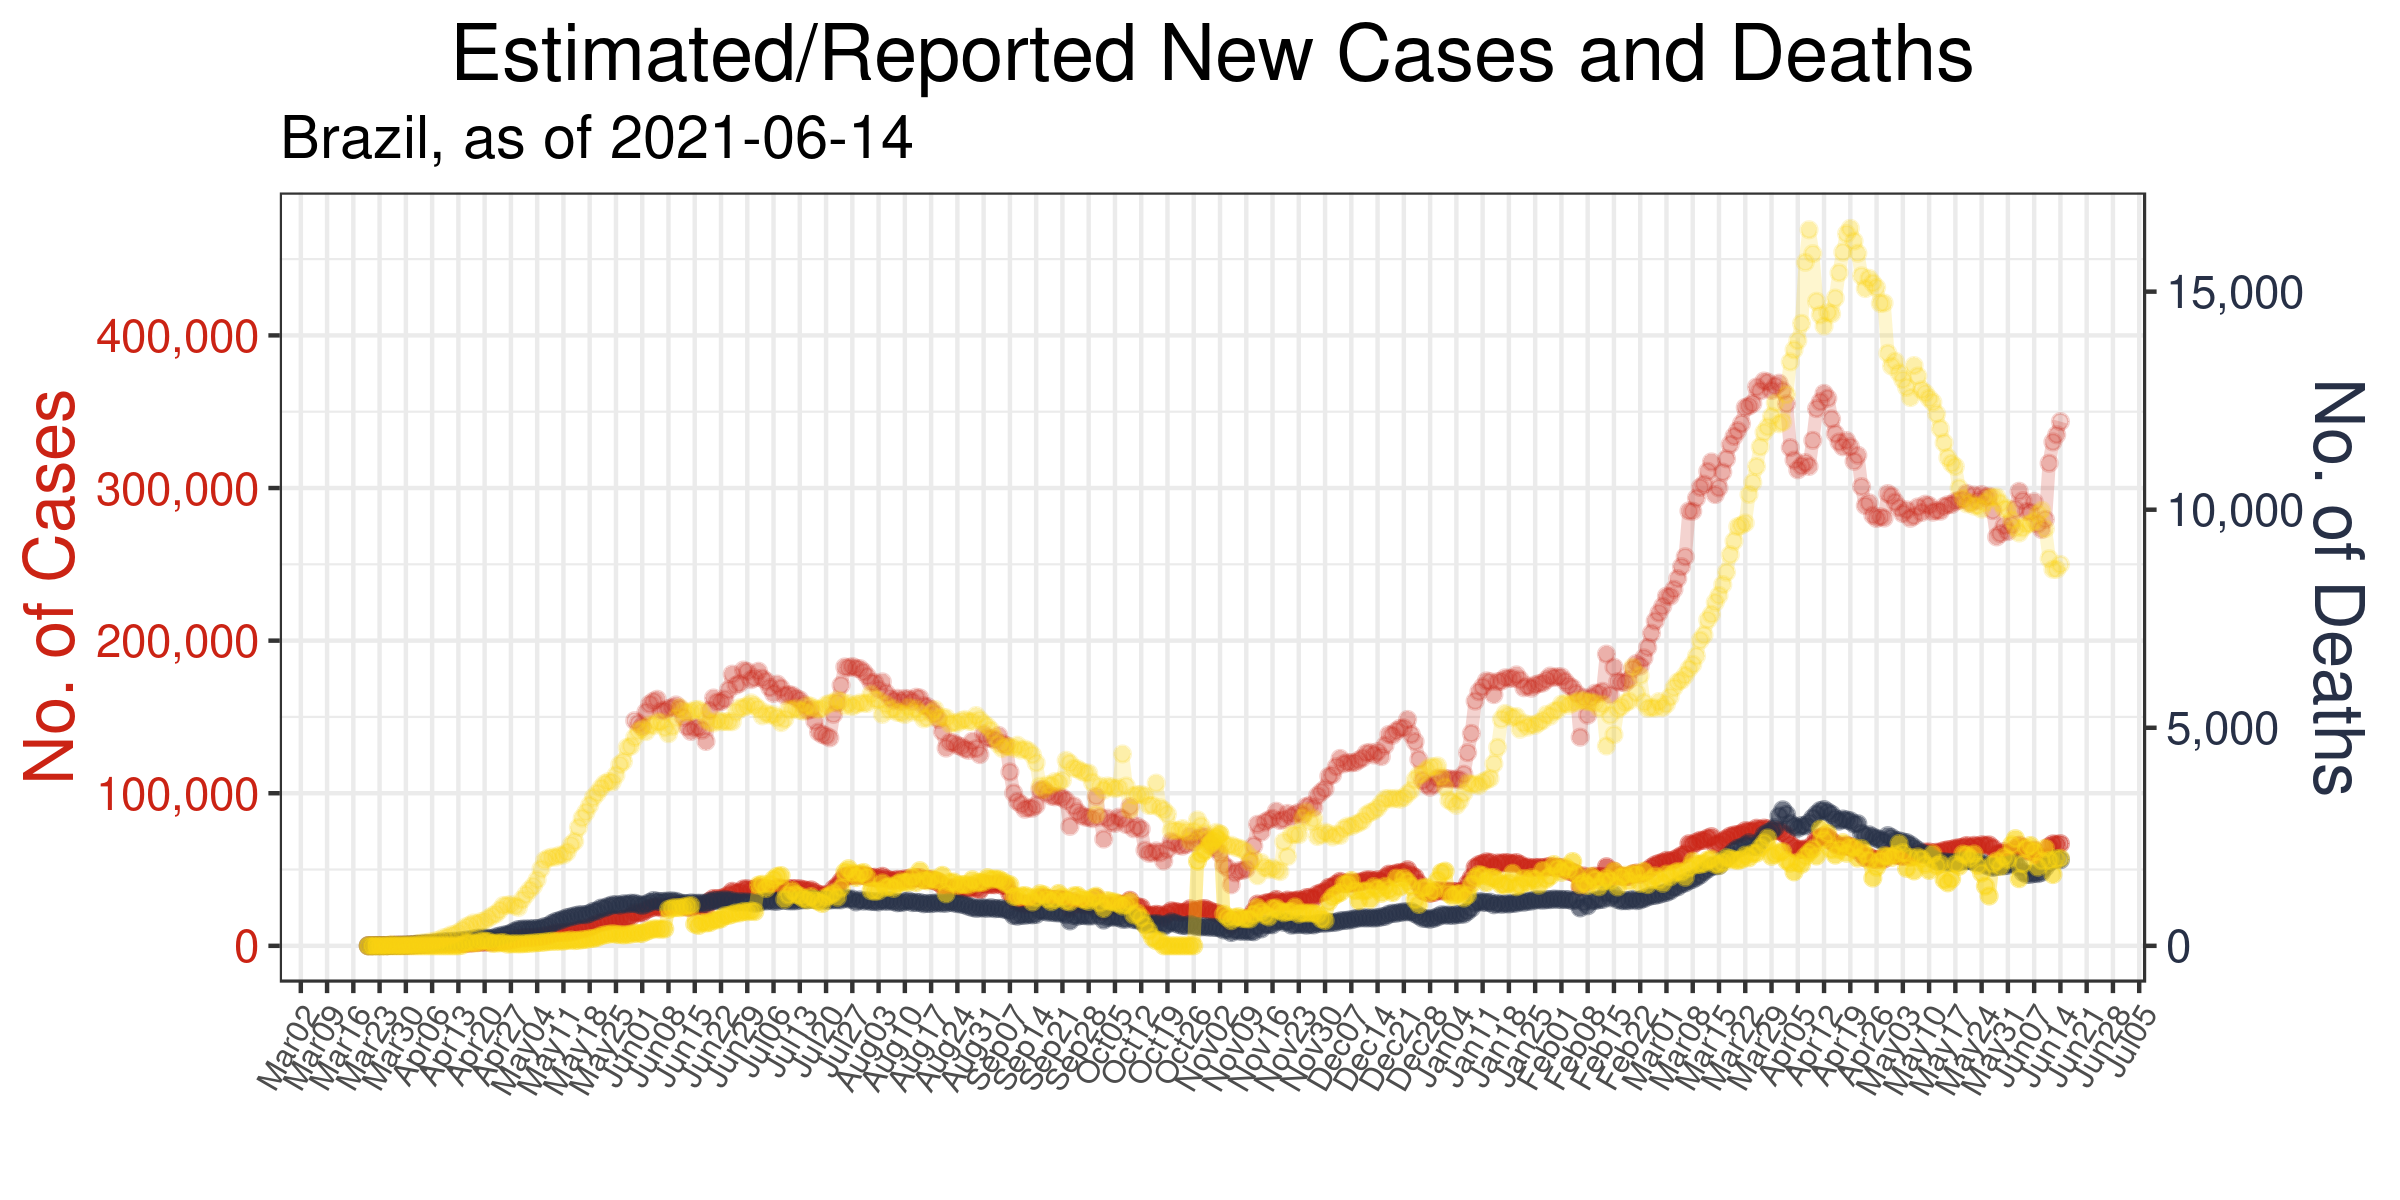 Estimated/Reported New Cases and Deaths
Brazil, as of 2021-06-14
No. of Cases
400,000
300,000
200,000
100,000
0
15,000
10,000
5,000
0
No. of Deaths
Mar02
Mar09
Mar16
Mar23
Mar30
Apr06
Apr13
Apr20
Apr27
May04
May11
May18
May25
Jun01
Jun08
Jun15
Jun22
Jun29
Jul06
Jul13
Jul20
Jul27
Aug03
Aug10
Aug17
Aug24
Aug31
Sep07
Sep14
Sep21
Sep28
Oct05
Oct12
Oct19
Oct26
Nov02
Nov09
Nov16
Nov23
Nov30
Dec07
Dec14
Dec21
Dec28
Jan04
Jan11
Jan18
Jan25
Feb01
Feb08
Feb15
Feb22
Mar01
Mar08
Mar15
Mar22
Mar29
Apr05
Apr12
Apr19
Apr26
May03
May10
May17
May24
May31
Jun07
Jun14
Jun21
Jun28
Jul05